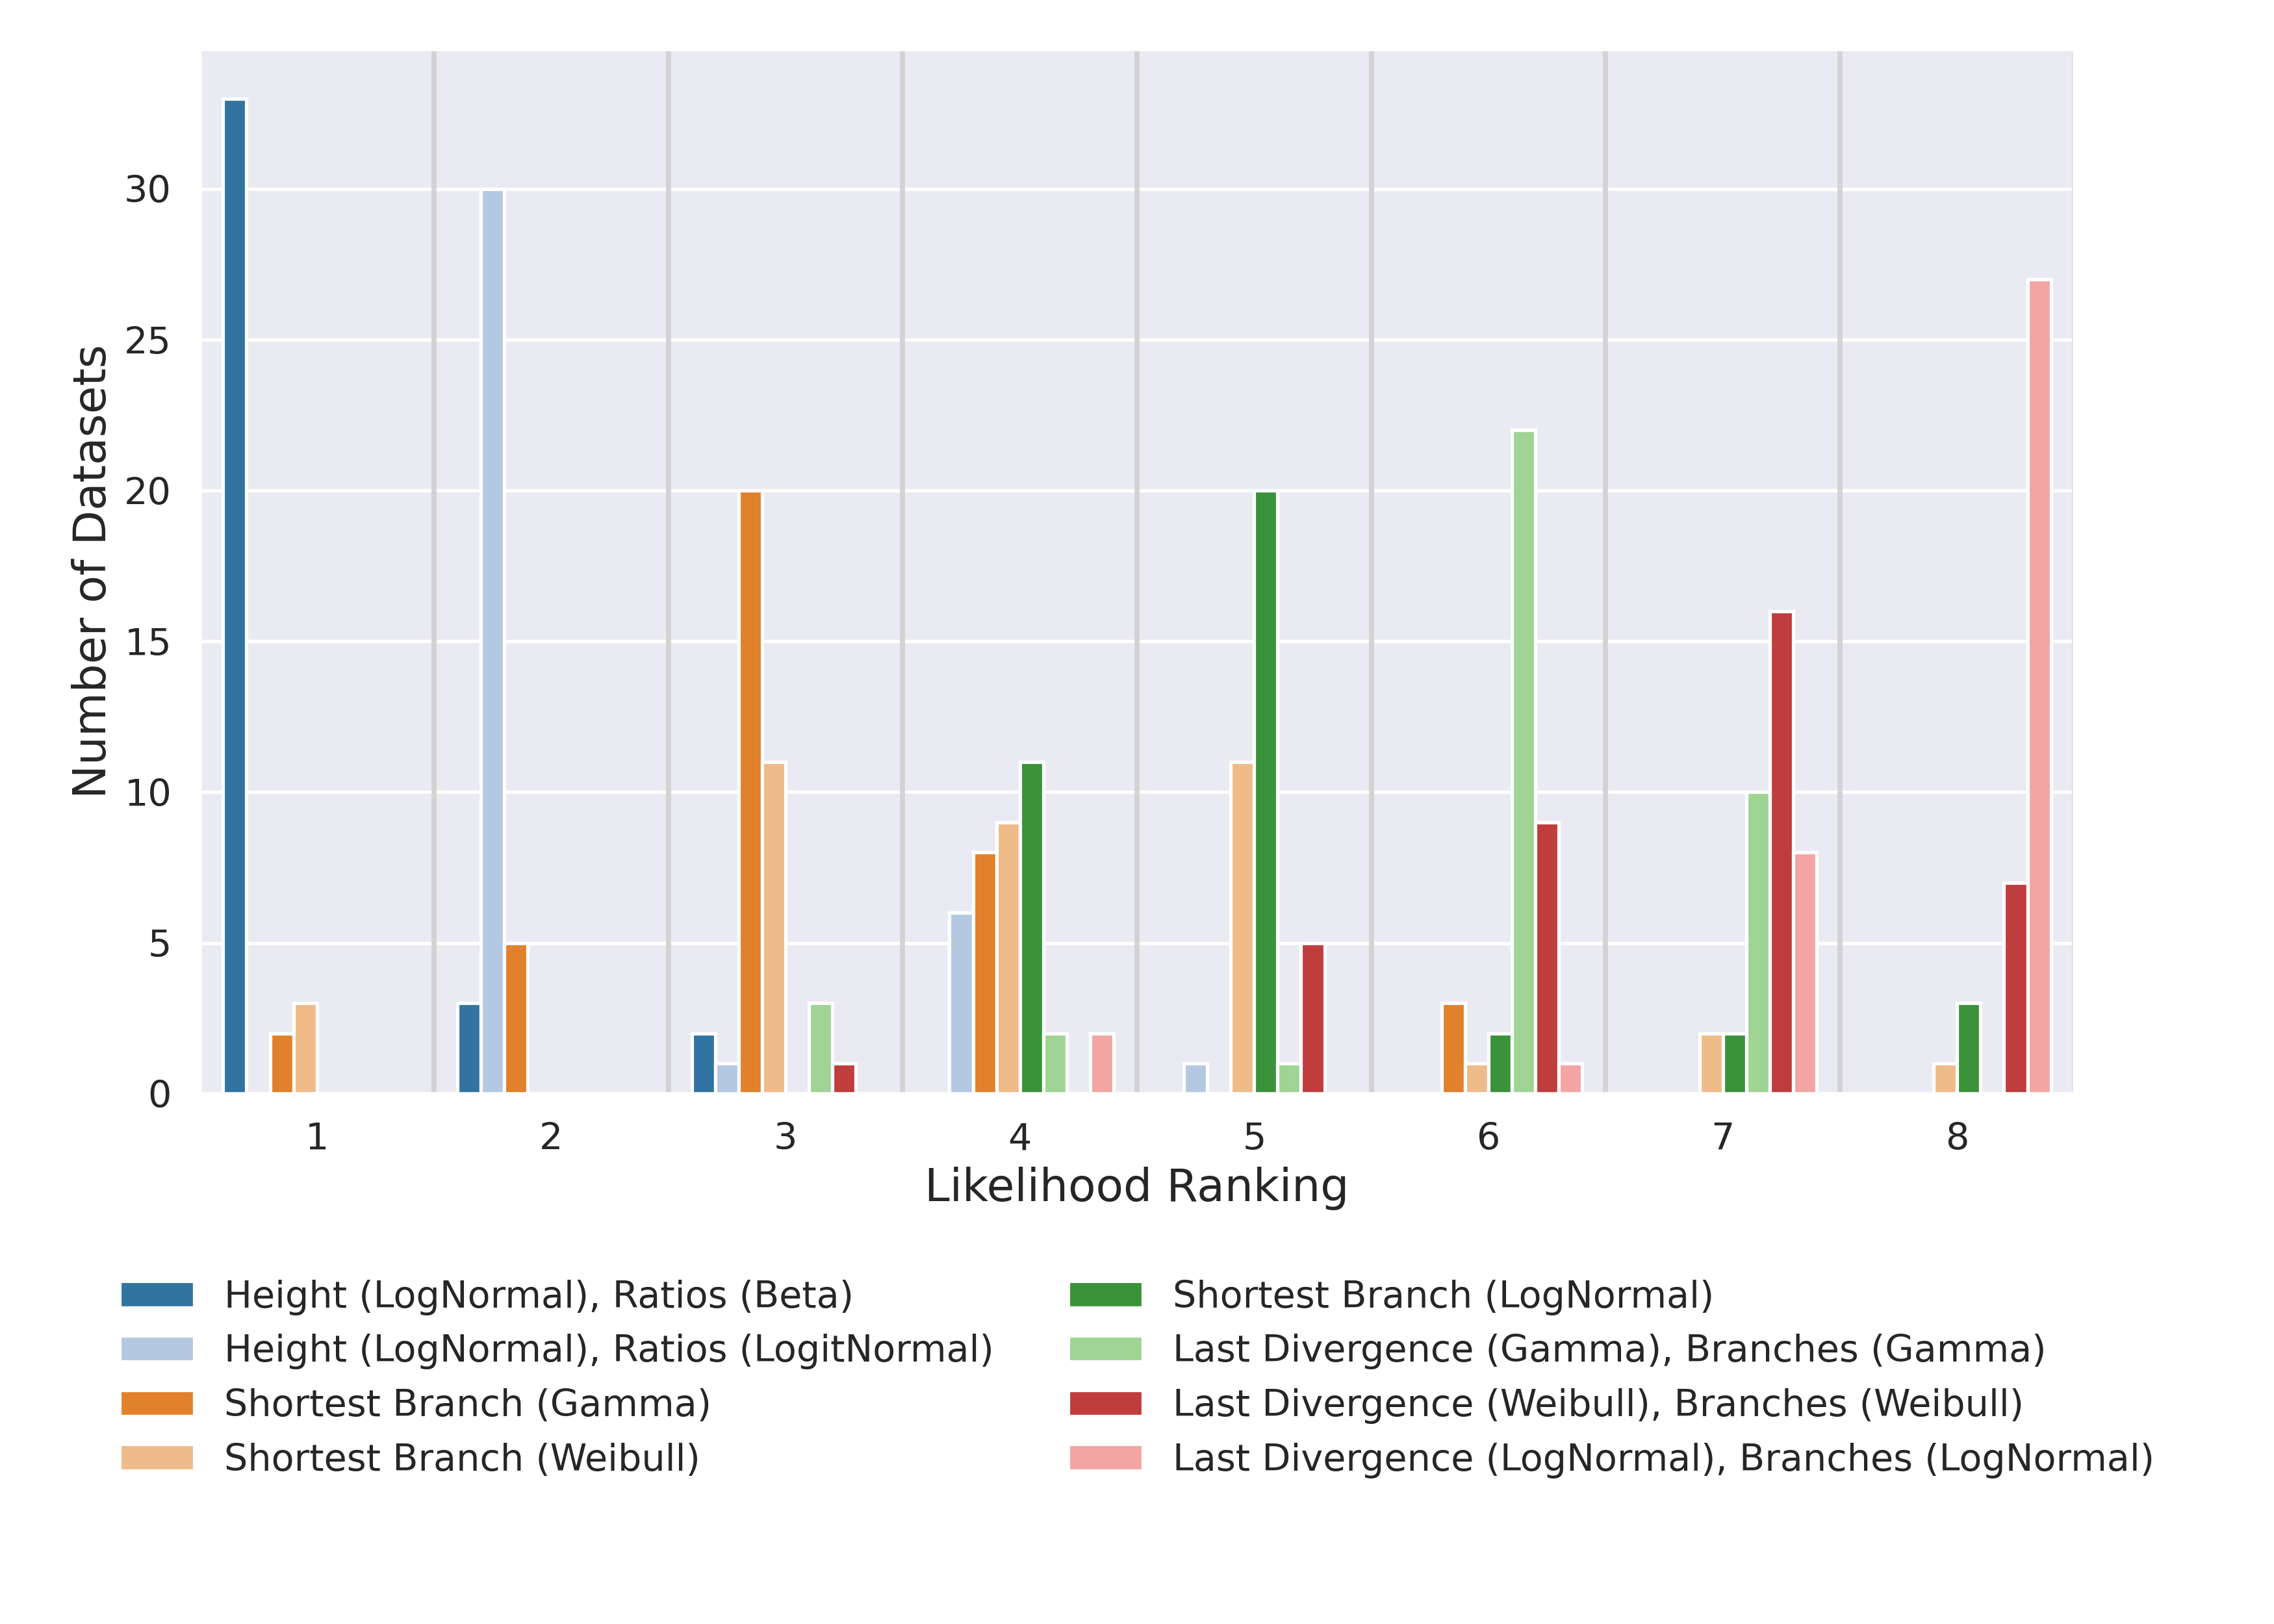 Number of Datasets
30
25
20
15
10
5
0
1 2 3 4 5 6 7 8
Likelihood Ranking
Height (LogNormal), Ratios (Beta)
Height (LogNormal), Ratios (LogitNormal)
Shortest Branch (Gamma)
Shortest Branch (Weibull)
Shortest Branch (LogNormal)
Last Divergence (Gamma), Branches (Gamma)
Last Divergence (Weibull), Branches (Weibull)
Last Divergence (LogNormal), Branches (LogNormal)